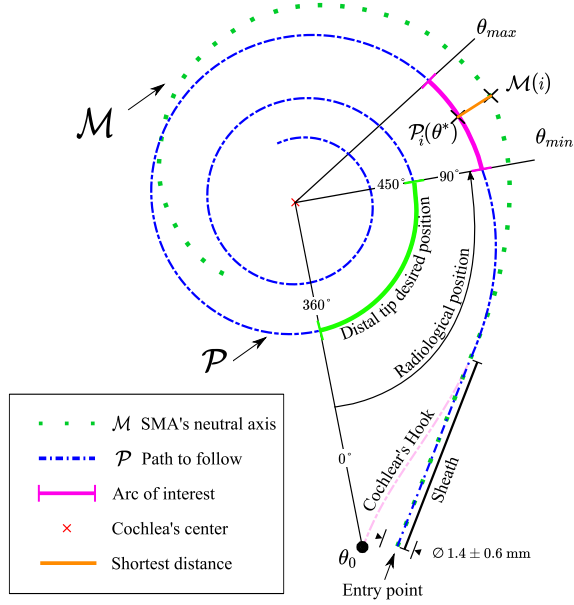 θmax
ℳ(i)
ℳ
𝒫i(θ*)
θmin
450°
90°
360°
Distal tip desired position
Radiological position
𝒫
0°
Cochlear's Hook
Sheath
θ0
∅ 1.4 ± 0.6 mm
Entry point
ℳ SMA's neutral axis
𝒫 Path to follow
Arc of interest
Cochlea's center
Shortest distance